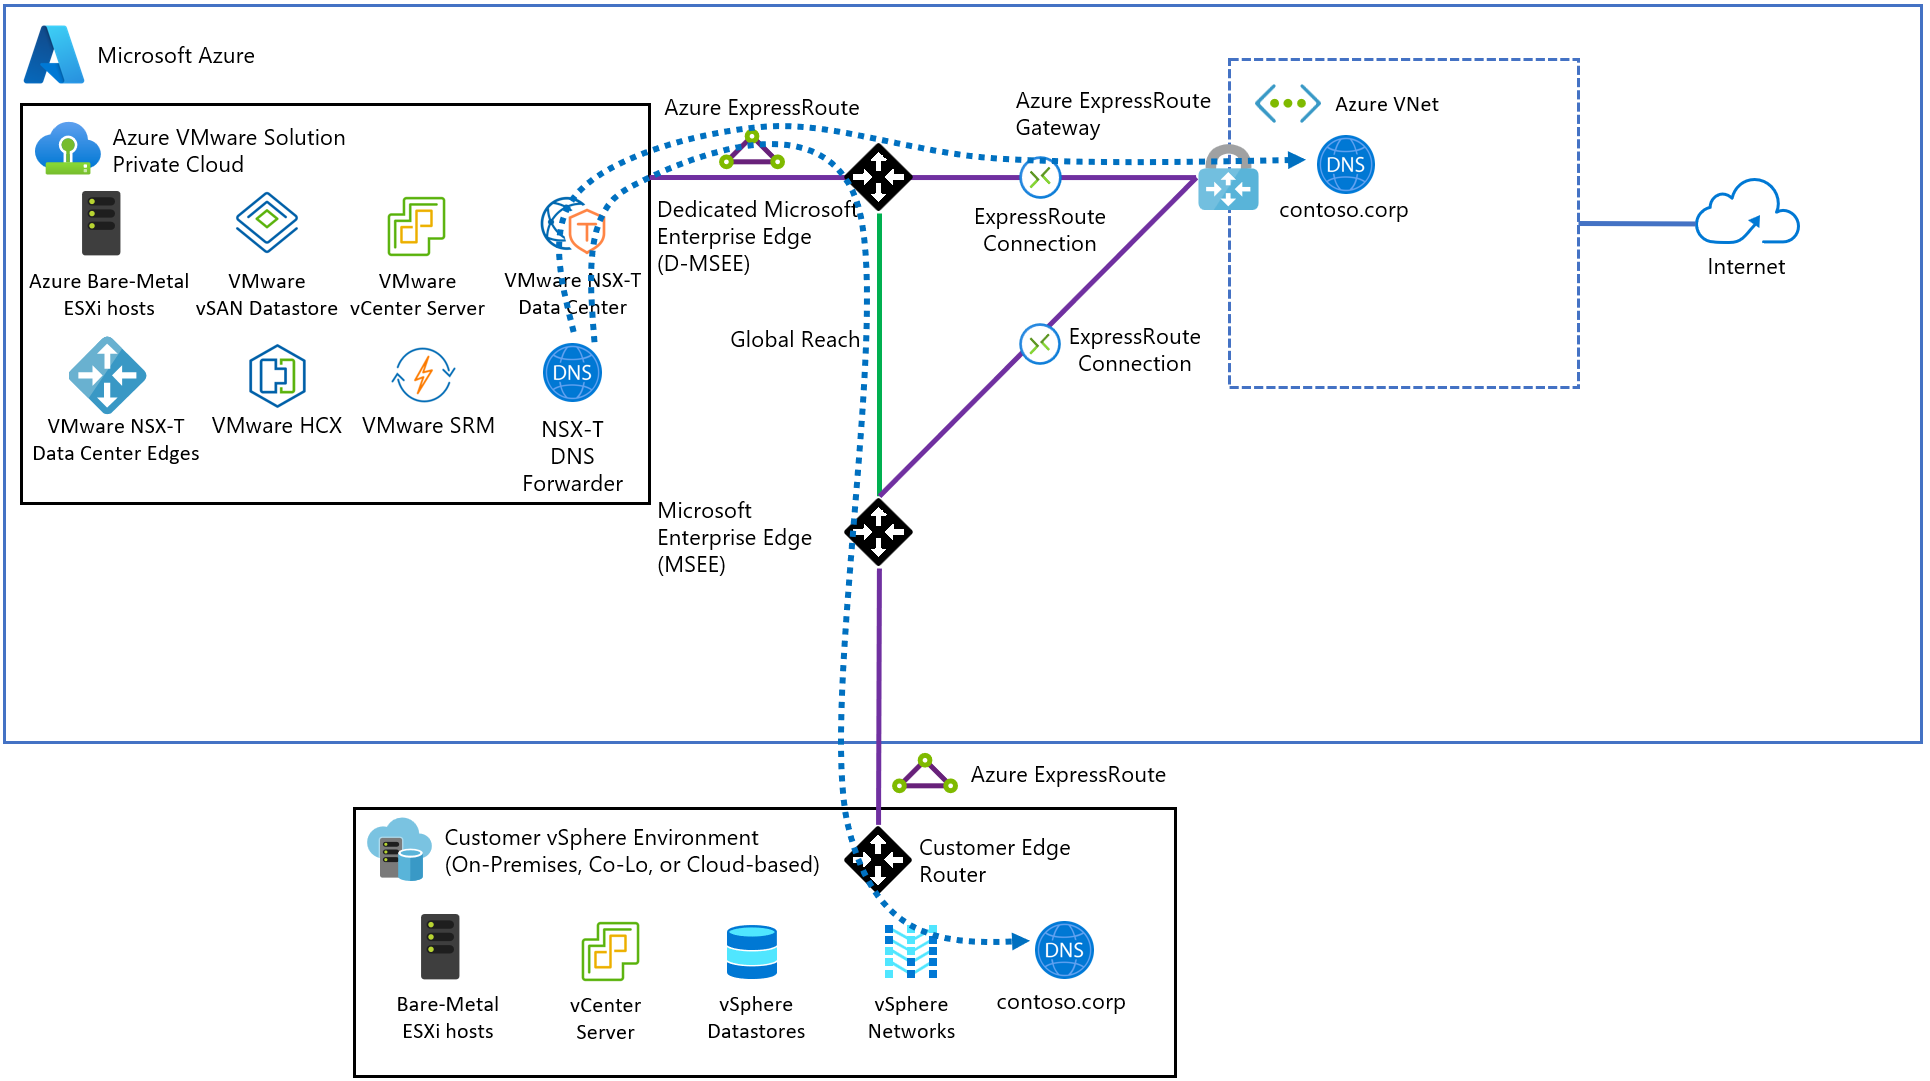 Microsoft Azure
Azure VMware Solution
Private Cloud
Azure Bare-Metal
ESXi hosts
VMware
vSAN Datastore
VMware
vCenter Server
T
VMware NSX-T
Data Center
VMware NSX-T
Data Center Edges
VMware HCX
VMware SRM
DNS
NSX-T
DNS
Forwarder
Azure ExpressRoute
Dedicated Microsoft
Enterprise Edge
(D-MSEE)
Global Reach
Microsoft
Enterprise Edge
(MSEE)
Azure ExpressRoute
Gateway
ExpressRoute
Connection
ExpressRoute
Connection
Azure VNet
DNS
contoso.corp
Internet
Azure ExpressRoute
Customer vSphere Environment
(On-Premises, Co-Lo, or Cloud-based)
Customer Edge
Router
Bare-Metal
ESXi hosts
vCenter
Server
vSphere
Datastores
vSphere
Networks
DNS
contoso.corp